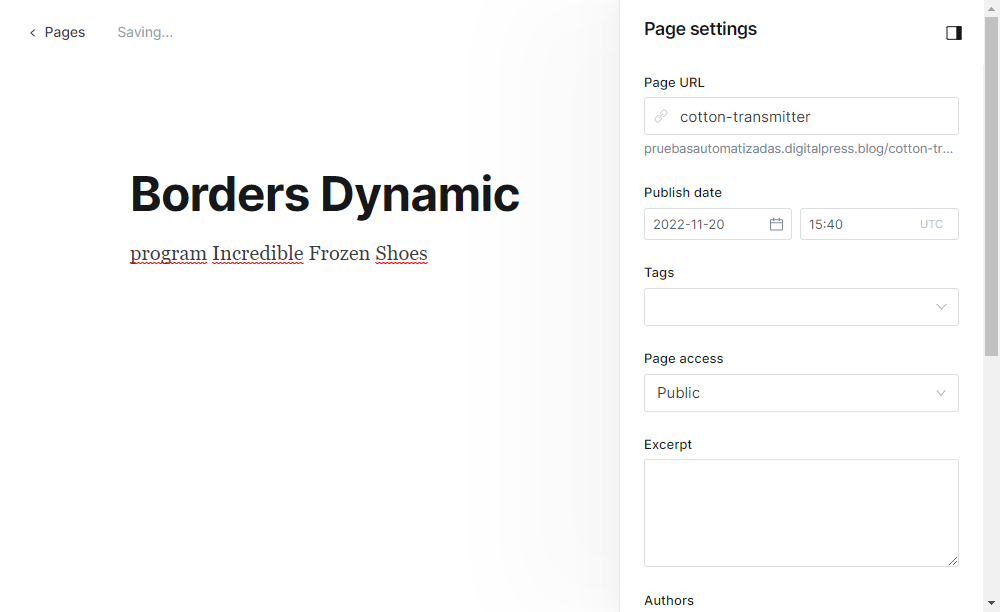 Pages
Saving...
Borders Dynamic
program Incredible Frozen Shoes
Page settings
Page URL
cotton-transmitter
pruebasautomatizadas.digitalpress.blog/cotton-tr...
Publish date
2022-11-20
15:40 UTC
Tags
Page access
Public
Excerpt
Authors